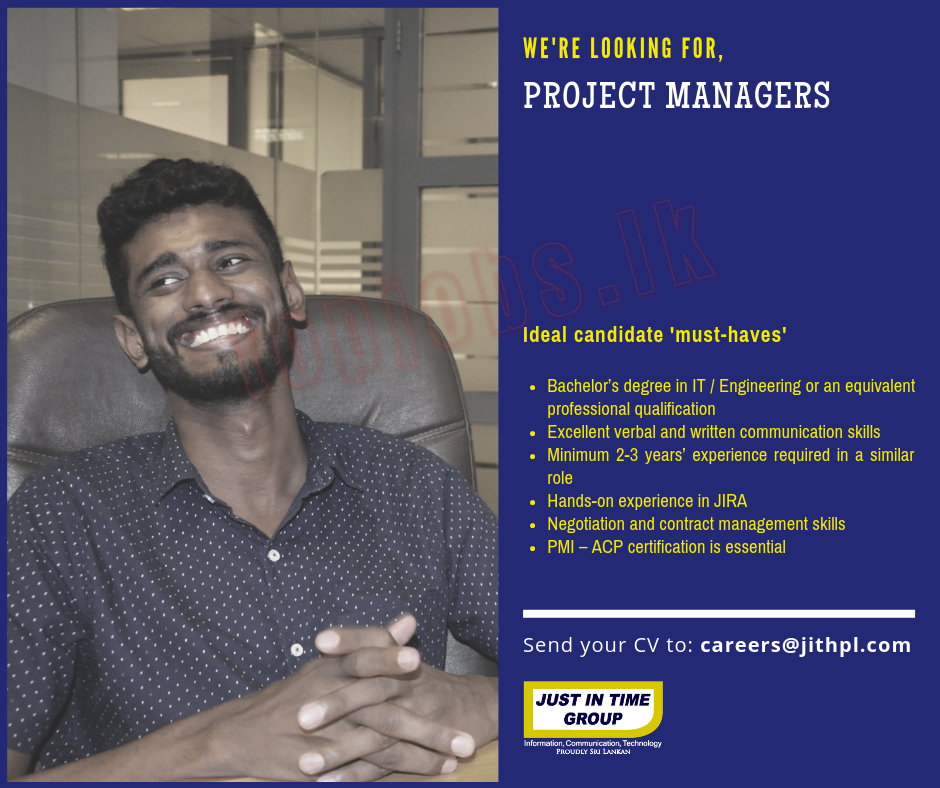 WE'RE LOOKING FOR,
PROJECT MANAGERS
topjobs.lk
Ideal candidate 'must-haves'
• Bachelor's degree in IT / Engineering or an equivalent
professional qualification
• Excellent verbal and written communication skills
• Minimum 2-3 years' experience required in a similar
role
• Hands-on experience in JIRA
• Negotiation and contract management skills
• PMI – ACP certification is essential
Send your CV to: careers@jithpl.com
JUST IN TIME
GROUP
Information, Communication, Technology
PROUDLY SRI LANKAN